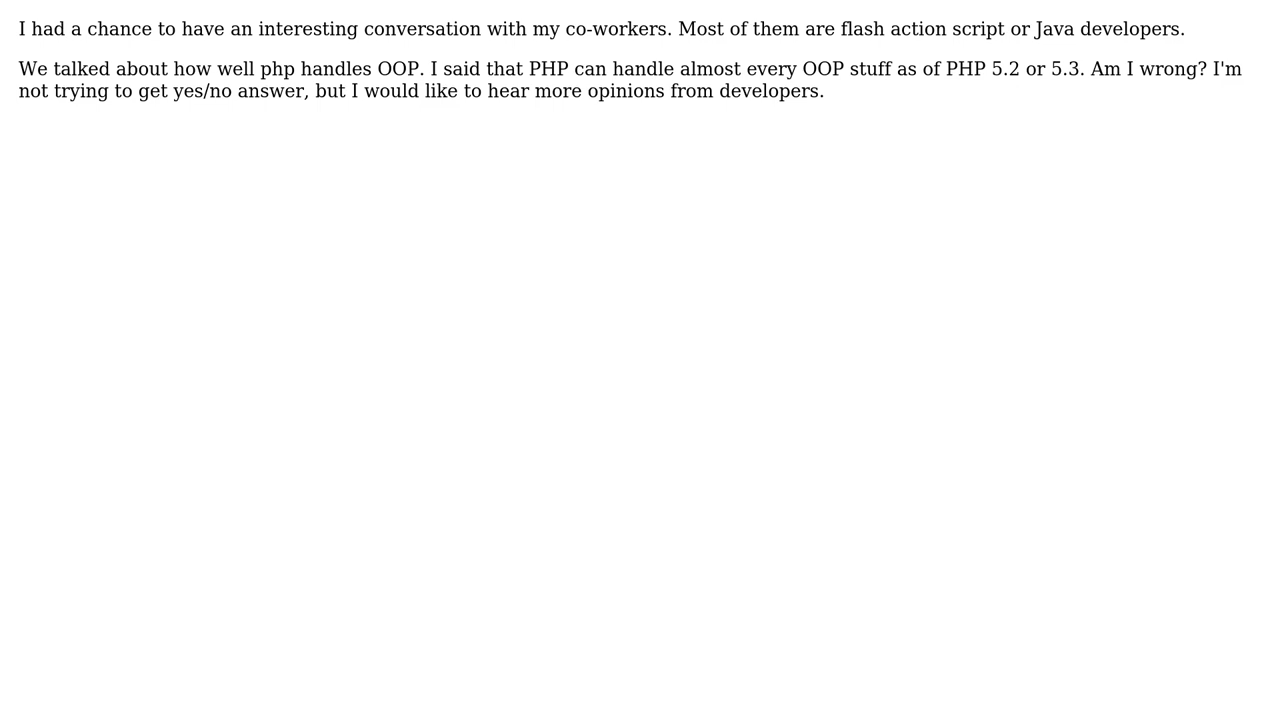 I had a chance to have an interesting conversation with my co-workers. Most of them are flash action script or Java developers.
We talked about how well php handles OOP. I said that PHP can handle almost every OOP stuff as of PHP 5.2 or 5.3. Am I wrong? I'm
not trying to get yes/no answer, but I would like to hear more opinions from developers.